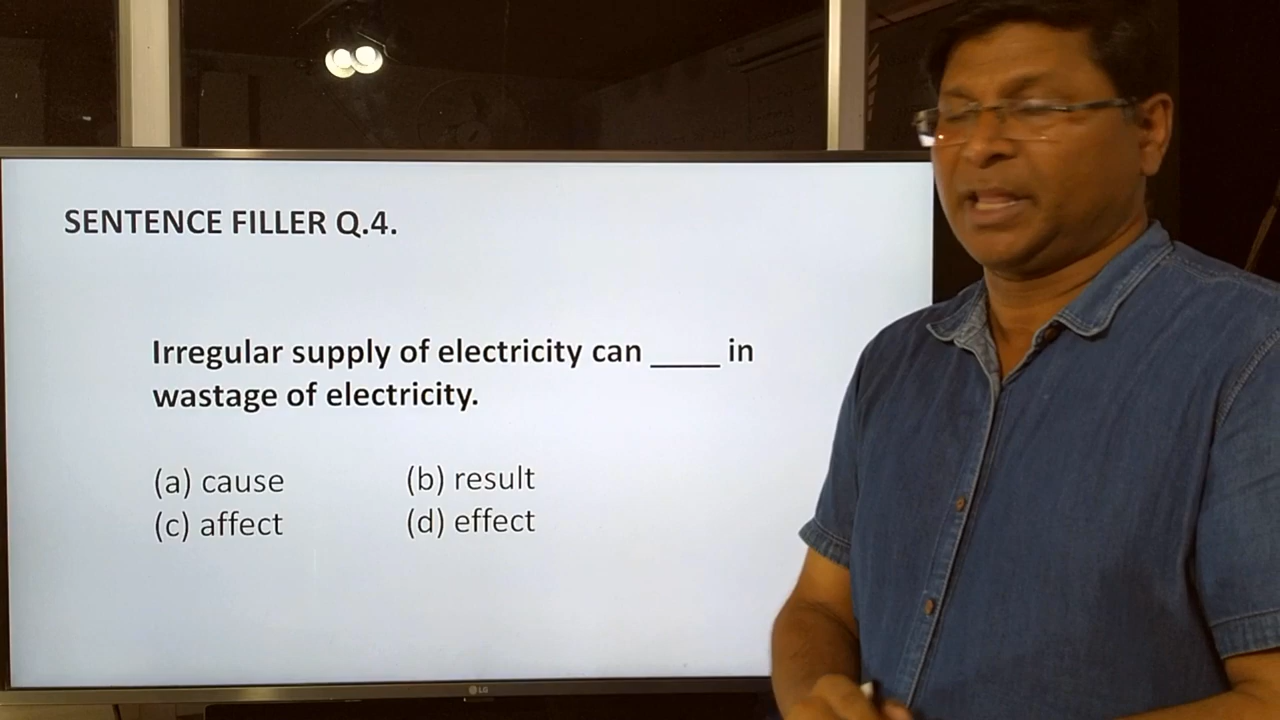 SENTENCE FILLER Q.4.
Irregular supply of electricity can ____ in
wastage of electricity.
(a) cause (b) result
(c) affect (d) effect
LG